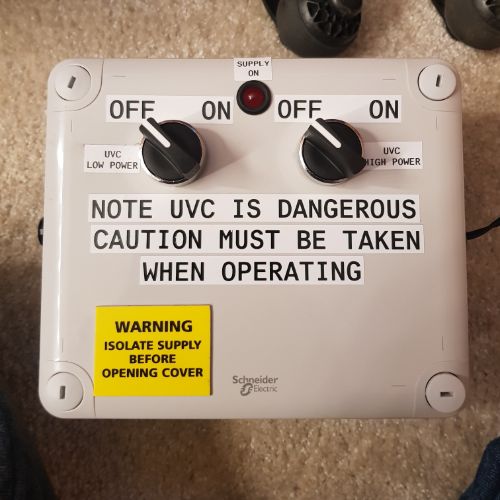 SUPPLY
ON
OFF ON OFF ON
UVC
LOW POWER
UVC
HIGH POWER
NOTE UVC IS DANGEROUS
CAUTION MUST BE TAKEN
WHEN OPERATING
WARNING
ISOLATE SUPPLY
BEFORE
OPENING COVER
Schneider
Electric